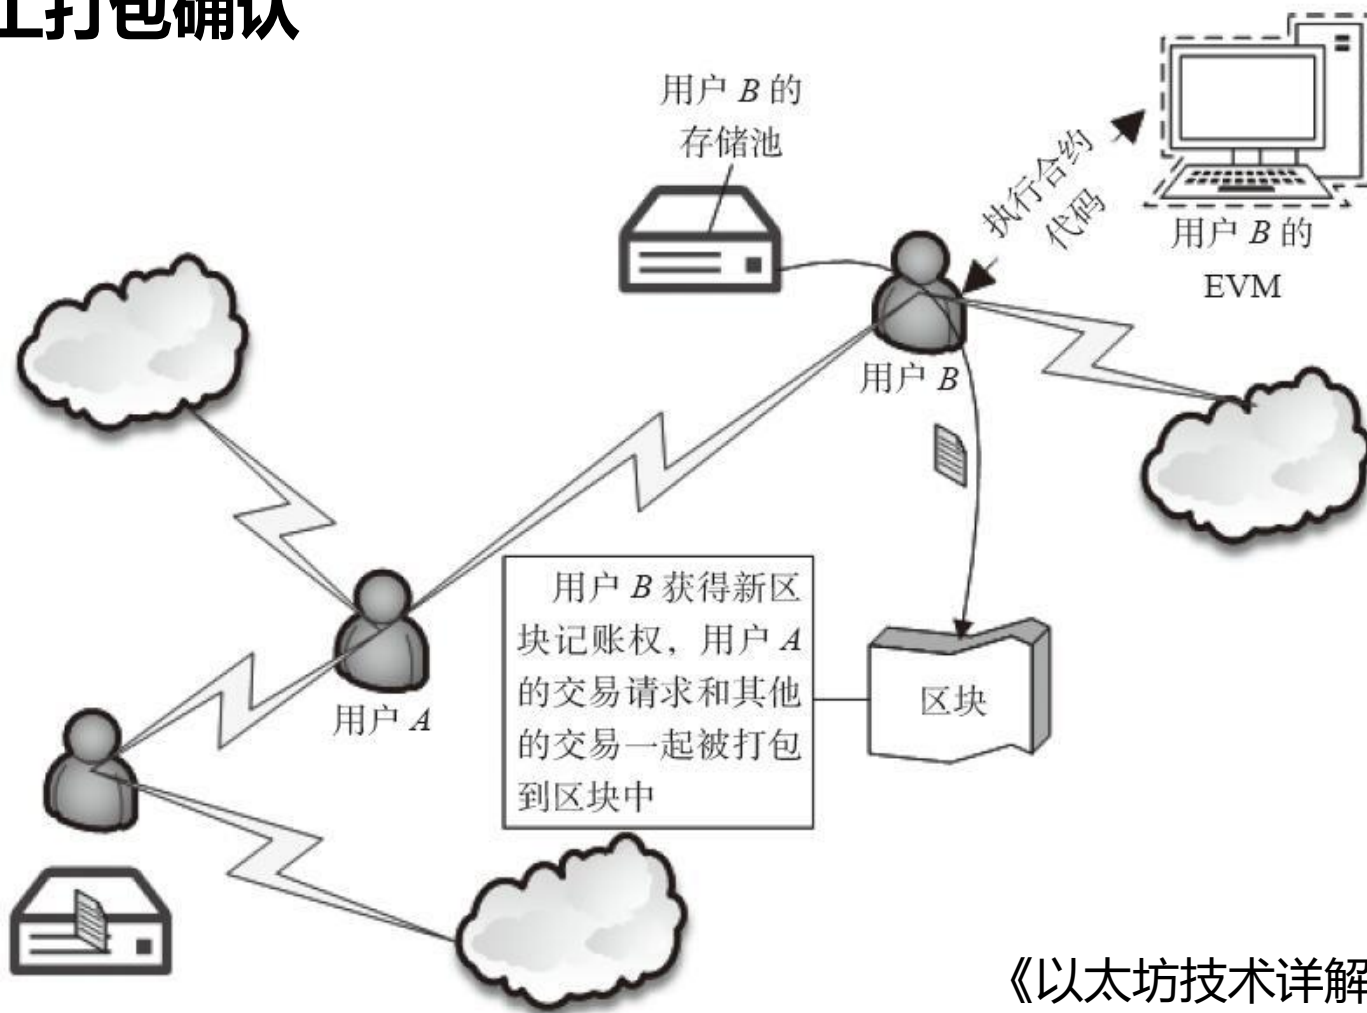 工打包确认
用户 B 的
存储池
执行合约
代码
用户 B 的
EVM
用户 B
用户 B 获得新区
块记账权，用户 A
的交易请求和其他
的交易一起被打包
到区块中
区块
用户 A
《以太坊技术详解